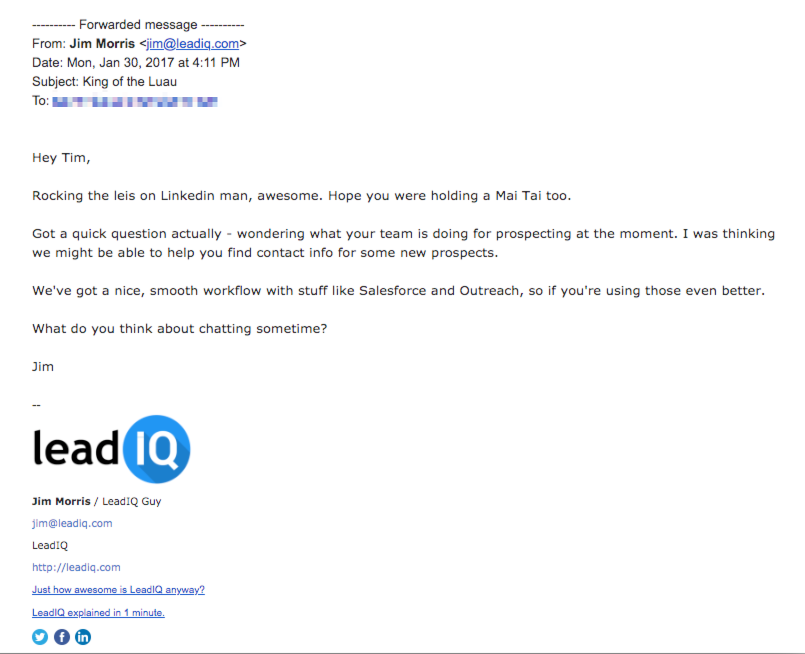 ---------- Forwarded message ----------
From: Jim Morris <jim@leadiq.com>
Date: Mon, Jan 30, 2017 at 4:11 PM
Subject: King of the Luau
To:
Hey Tim,
Rocking the leis on Linkedin man, awesome. Hope you were holding a Mai Tai too.
Got a quick question actually - wondering what your team is doing for prospecting at the moment. I was thinking
we might be able to help you find contact info for some new prospects.
We've got a nice, smooth workflow with stuff like Salesforce and Outreach, so if you're using those even better.
What do you think about chatting sometime?
Jim
--
lead IQ
Jim Morris / LeadIQ Guy
jim@leadiq.com
LeadIQ
http://leadiq.com
Just how awesome is LeadIQ anyway?
LeadIQ explained in 1 minute.
f in